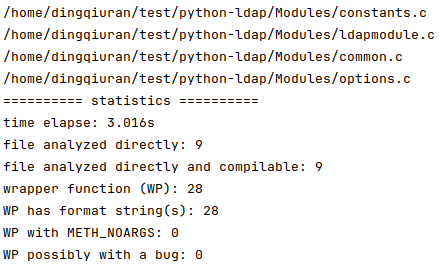 /home/dingqiuran/test/python-ldap/Modules/constants.c
/home/dingqiuran/test/python-ldap/Modules/ldapmodule.c
/home/dingqiuran/test/python-ldap/Modules/common.c
/home/dingqiuran/test/python-ldap/Modules/options.c
========== statistics ==========
time elapse: 3.016s
file analyzed directly: 9
file analyzed directly and compilable: 9
wrapper function (WP): 28
WP has format string(s): 28
WP with METH_NOARGS: 0
WP possibly with a bug: 0